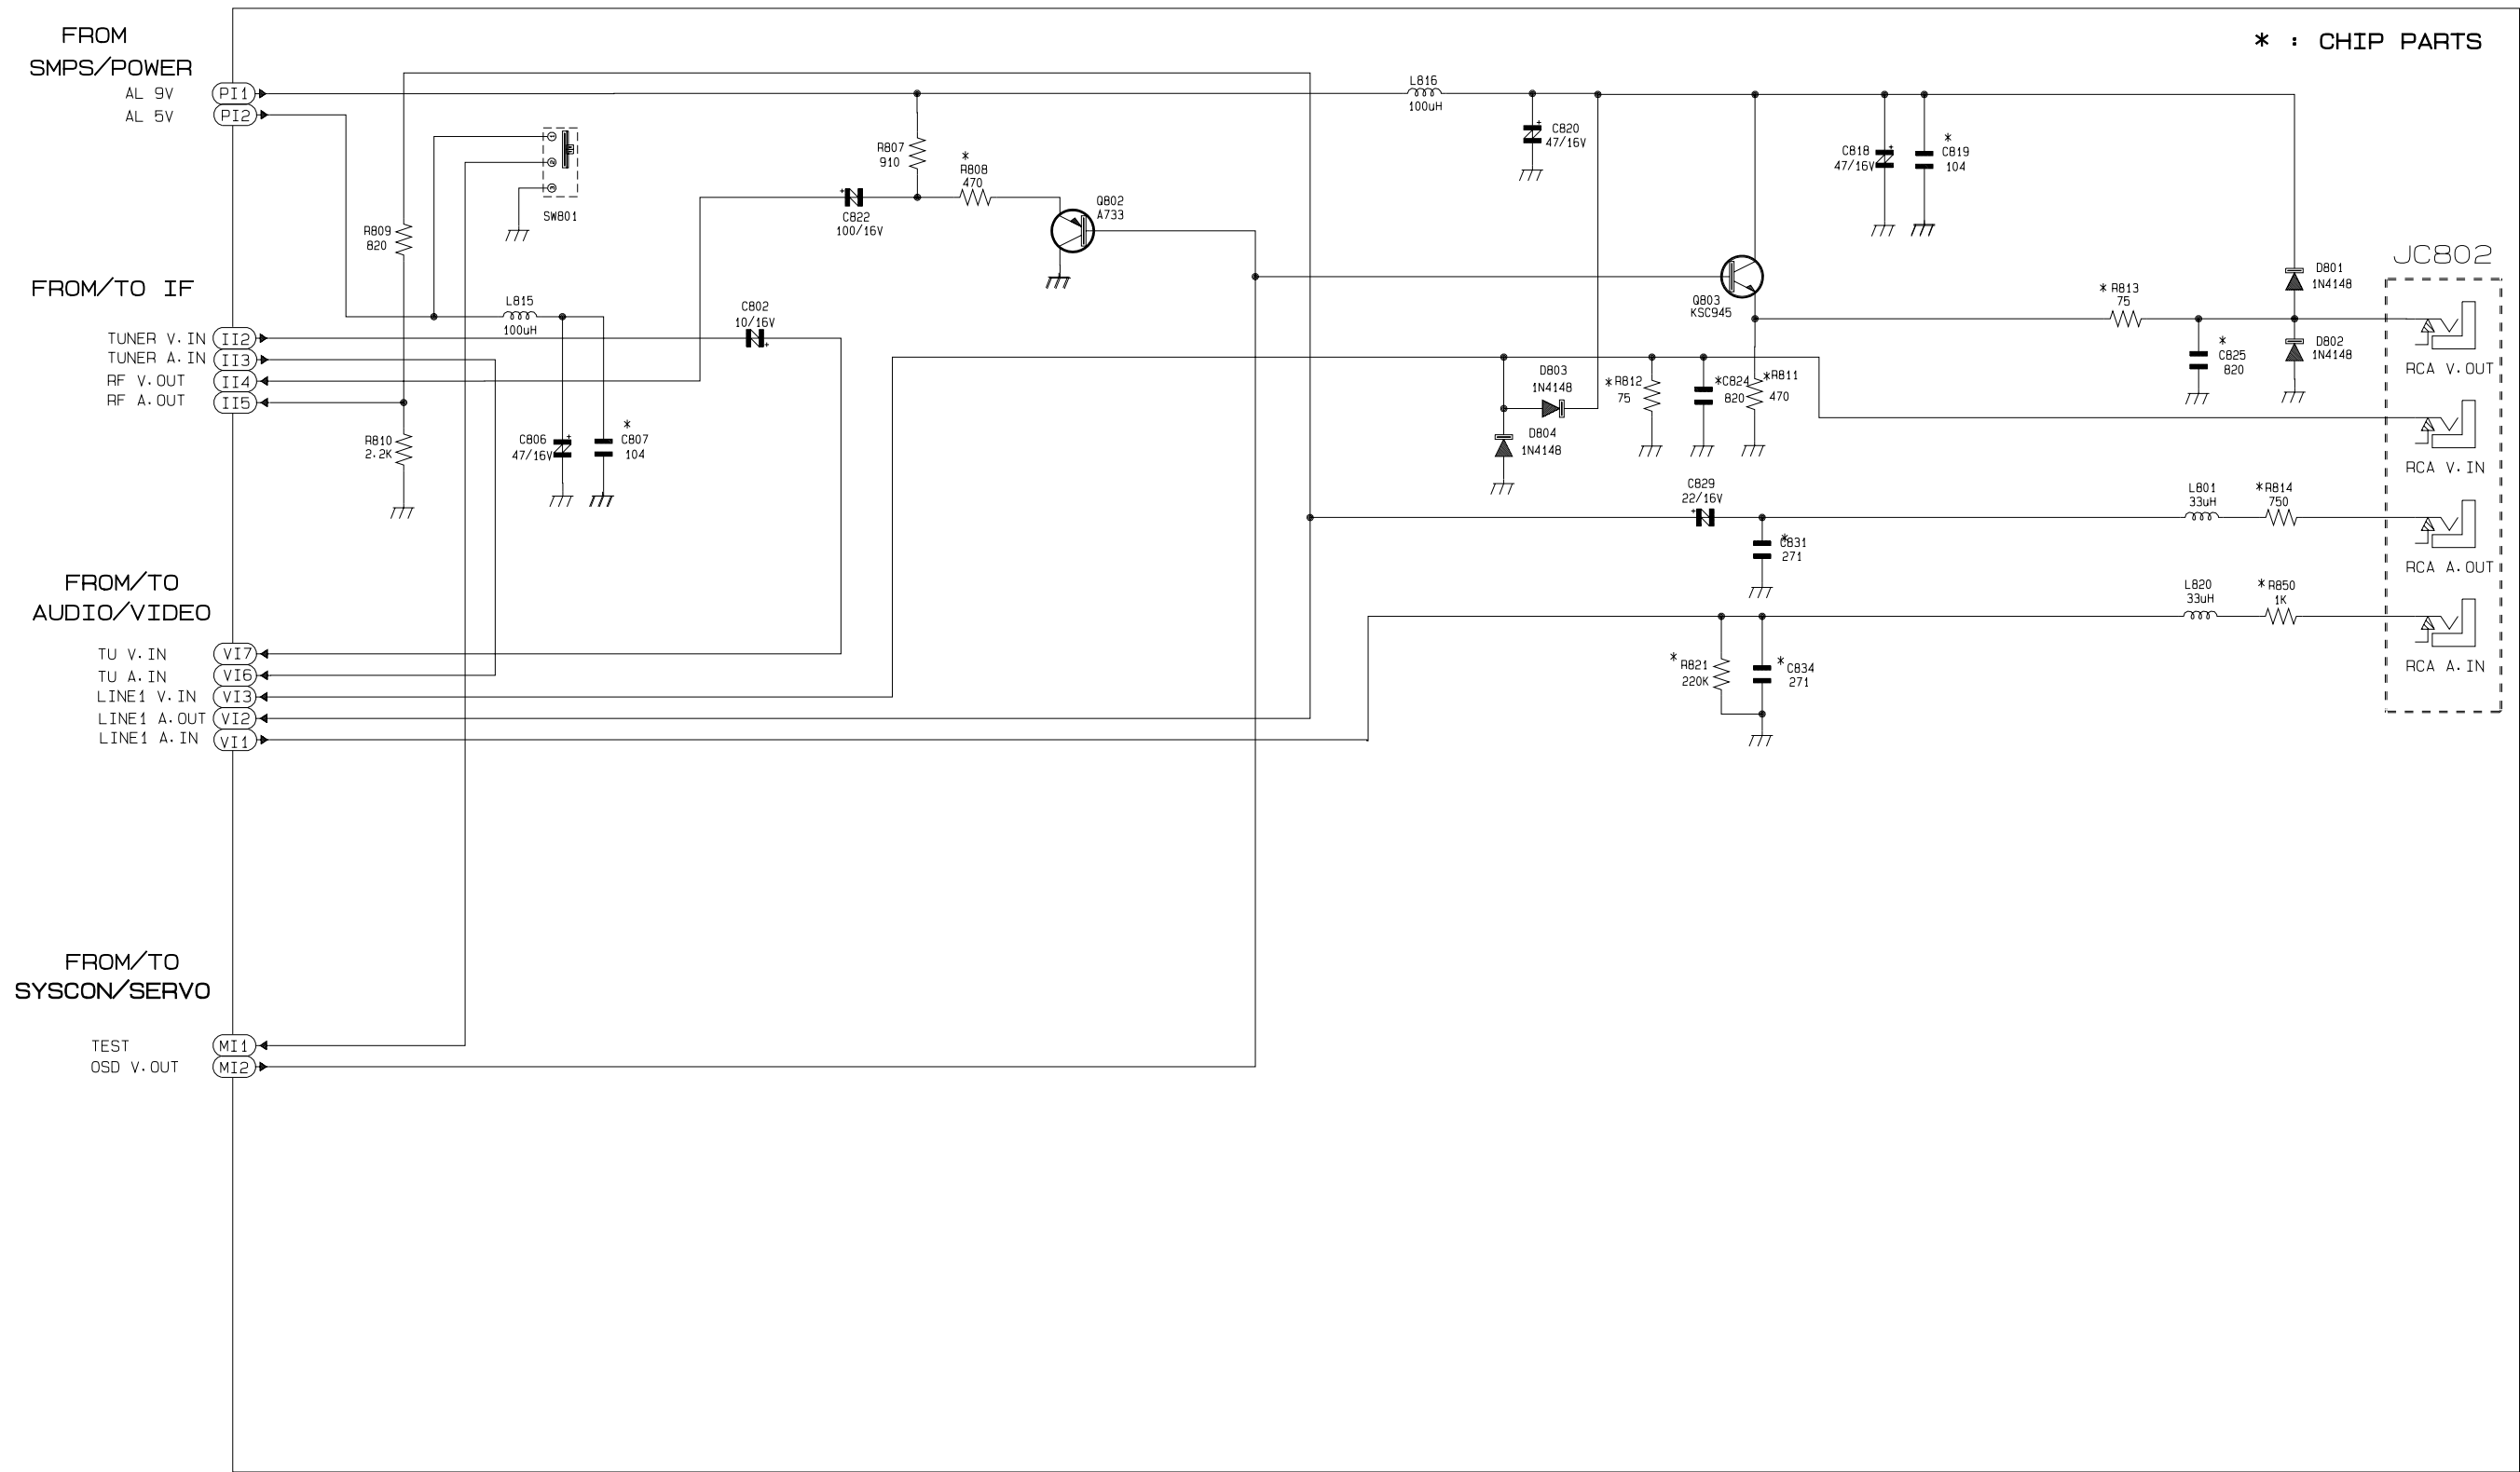 FROM
SMPS/POWER
AL 9V
PI1
AL 5V
PI2
* : CHIP PARTS
L816
100uH
C820
47/16V
C818
47/16V
*
C819
104
R807
910
*
R808
470
SW801
C822
100/16V
Q802
A733
R809
820
FROM/TO IF
TUNER V.IN
II2
TUNER A.IN
II3
RF V.OUT
II4
RF A.OUT
II5
L815
100uH
C802
10/16V
Q803
KSC945
* R813
75
D801
1N4148
D802
1N4148
*
C825
820
JC802
RCA V.OUT
RCA V.IN
RCA A.OUT
RCA A.IN
R810
2.2K
C806
47/16V
*
C807
104
D803
1N4148
D804
1N4148
*R812
75
*C824
820
*R811
470
C829
22/16V
*
C831
271
L801
33uH
*R814
750
L820
33uH
* R850
1K
* R821
220K
* C834
271
FROM/TO
AUDIO/VIDEO
TU V.IN
VI7
TU A.IN
VI6
LINE1 V.IN
VI3
LINE1 A.OUT
VI2
LINE1 A.IN
VI1
FROM/TO
SYSCON/SERVO
TEST
MI1
OSD V.OUT
MI2